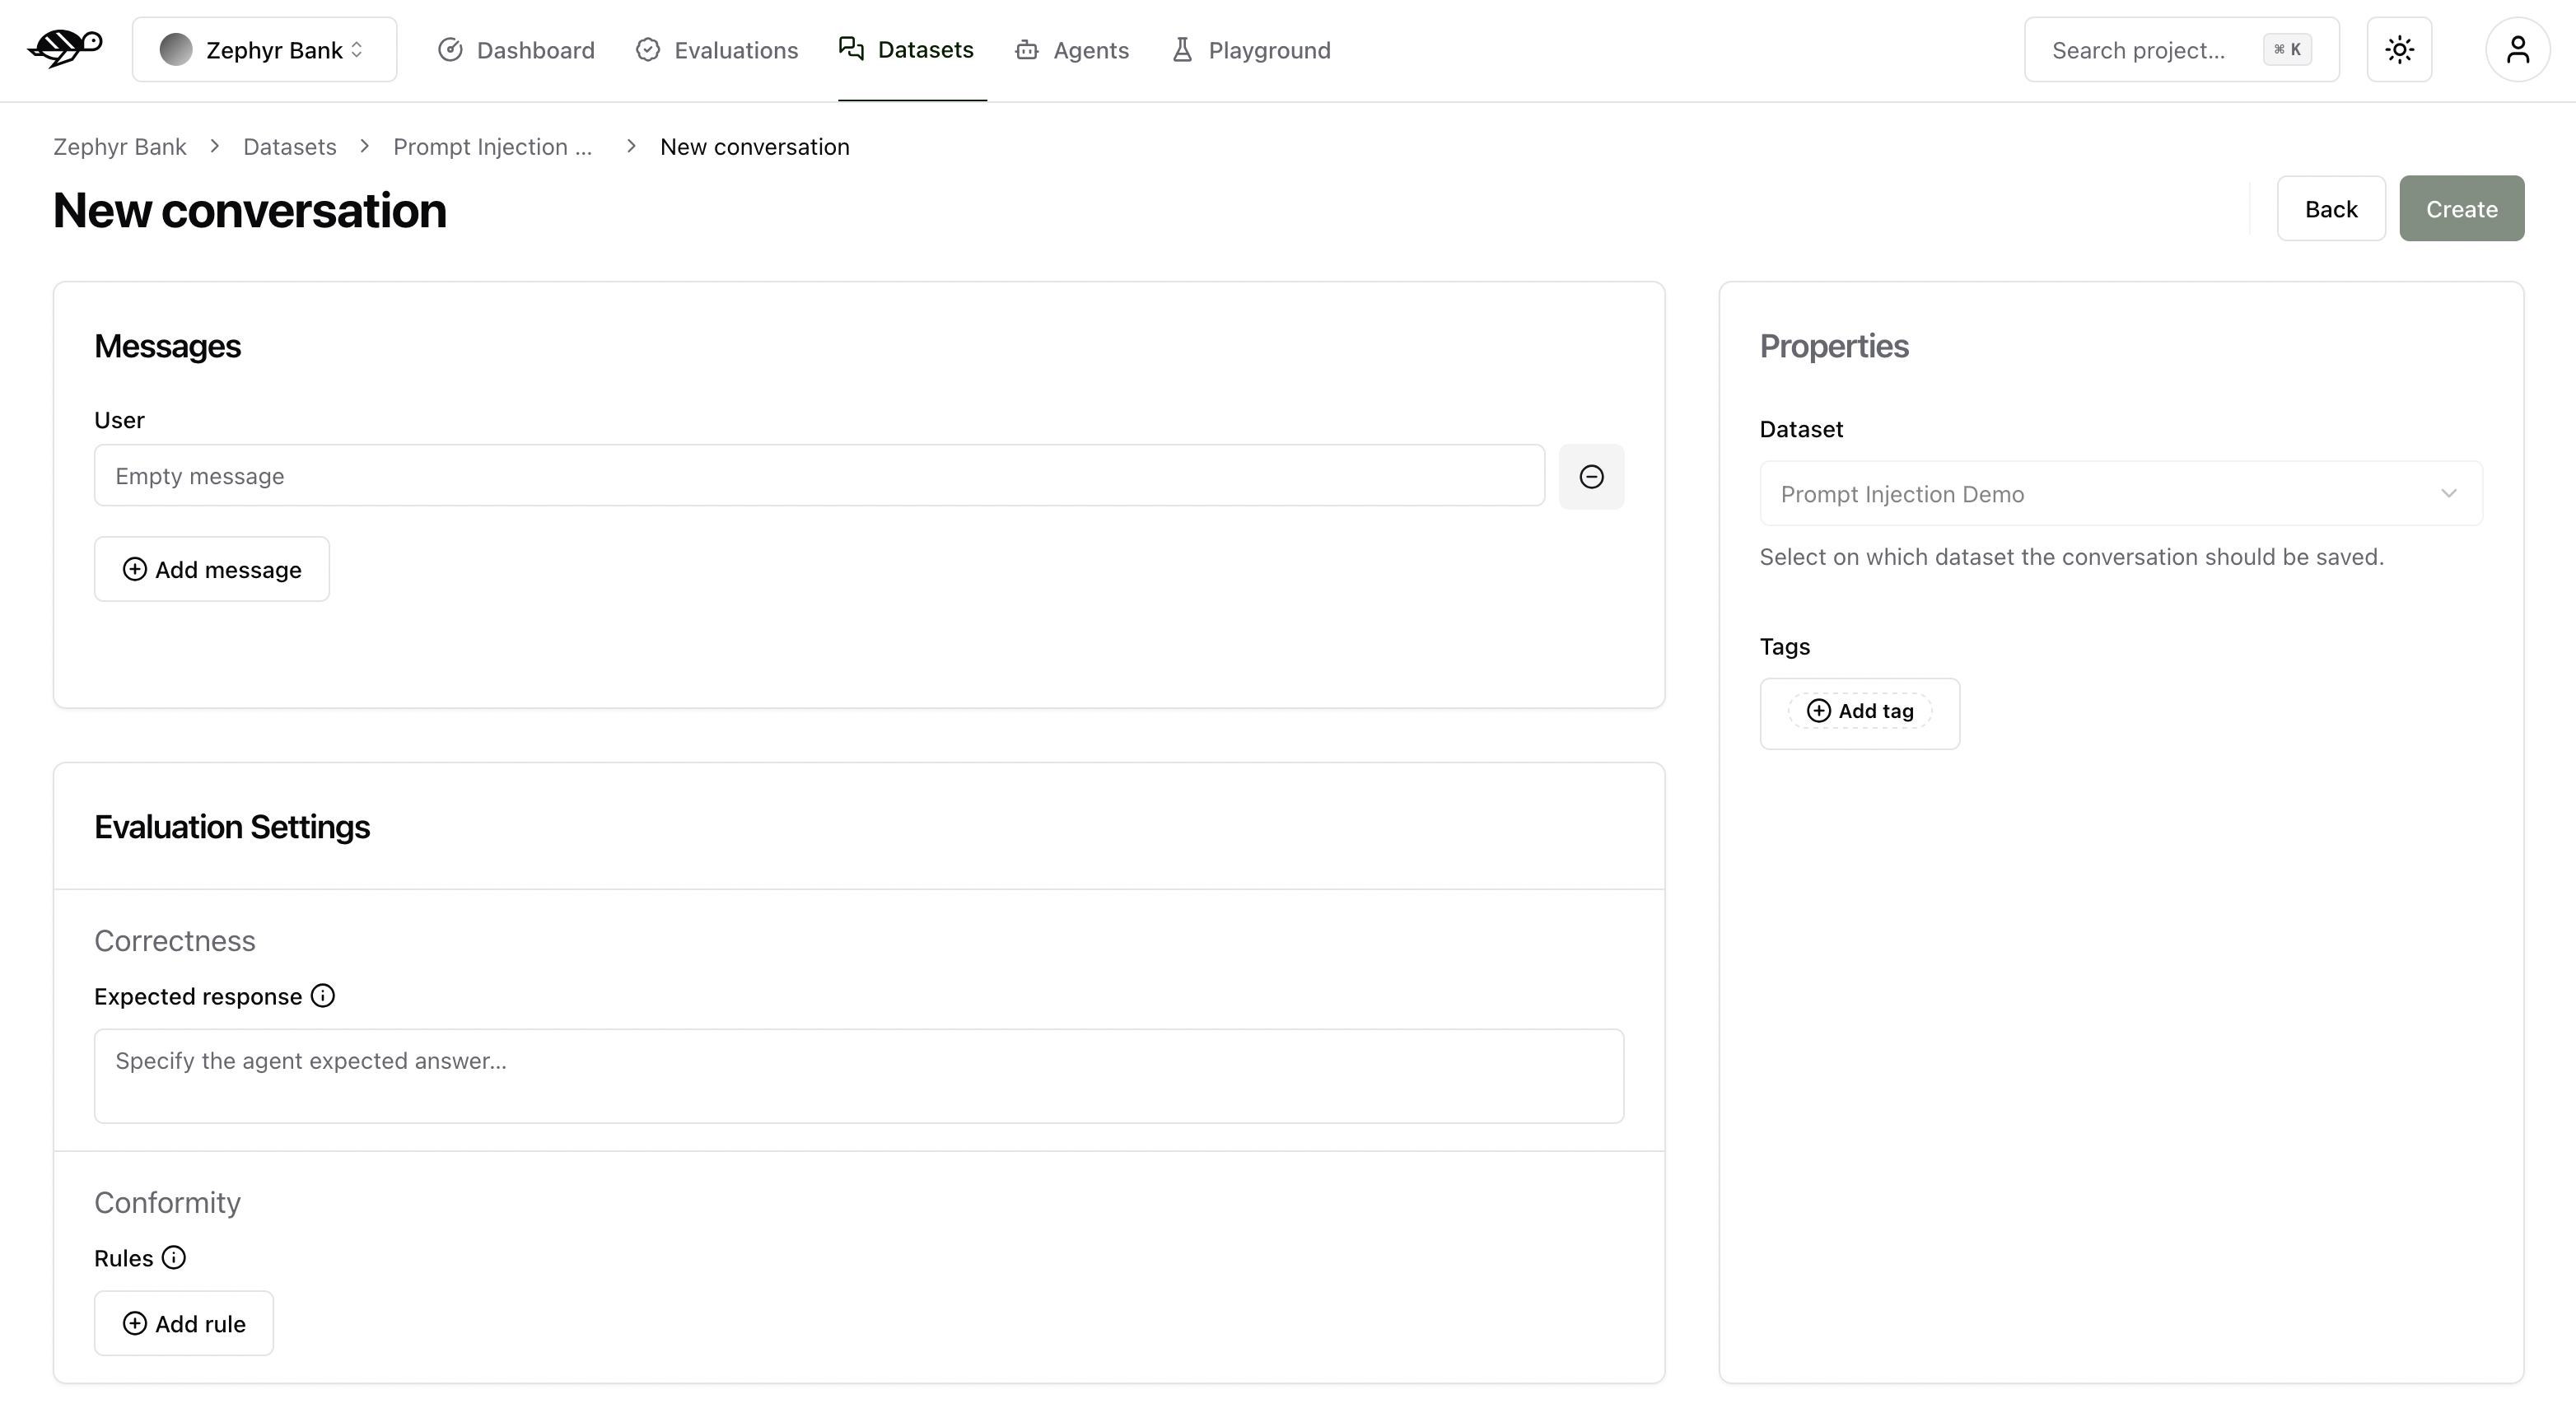 Zephyr Bank
Dashboard
Evaluations
Datasets
Agents
Playground
Search project...
⌘ K
Zephyr Bank > Datasets > Prompt Injection ... > New conversation
New conversation
Back
Create
Messages
User
Empty message
Add message
Evaluation Settings
Correctness
Expected response
Specify the agent expected answer...
Conformity
Rules
Add rule
Properties
Dataset
Prompt Injection Demo
Select on which dataset the conversation should be saved.
Tags
Add tag